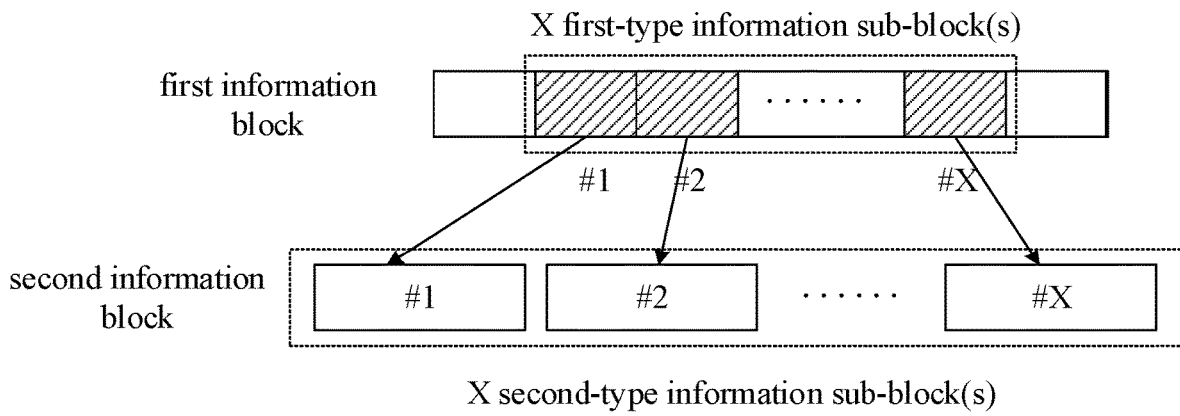 X first-type information sub-block(s)
first information
block
· · · · · ·
#1 #2 #X
second information
block
#1 #2 · · · · · · #X
X second-type information sub-block(s)